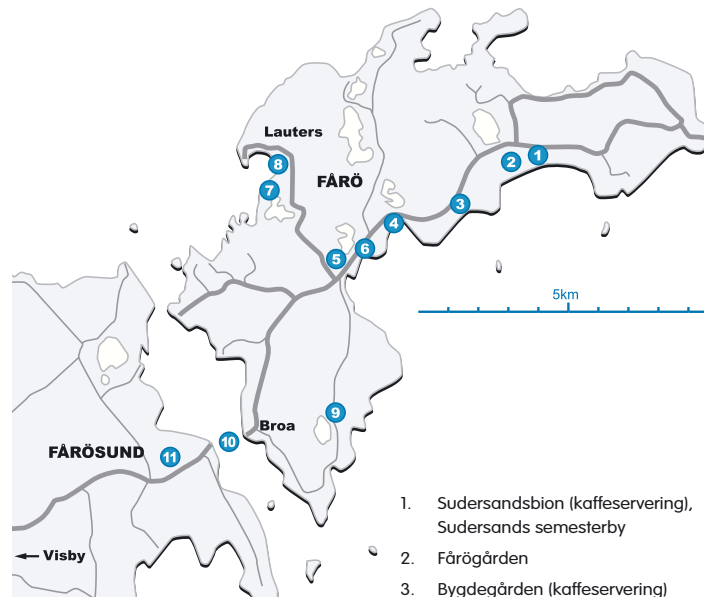 Lauters
8
7
FÅRÖ
1
2
3
4
6
5
5km
9
Broa
10
FÅRÖSUND
11
Visby
1. Sudersandsbion (kaffeservering),
Sudersands semesterby
2. Fårögården
3. Bygdegården (kaffeservering)